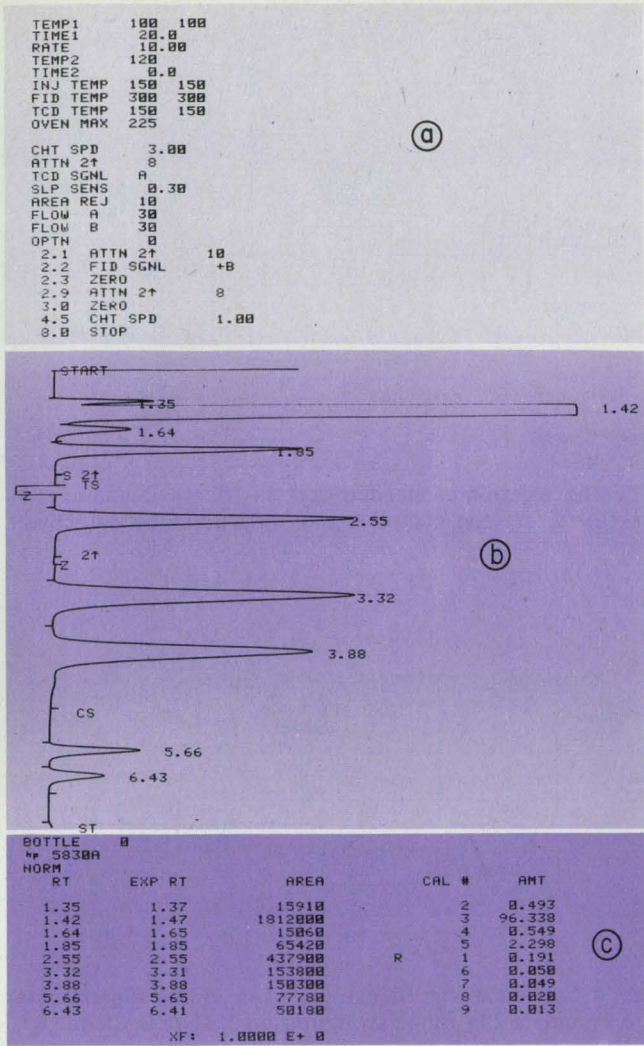 TEMP1 100 100
TIME1 20.0
RATE 10.00
TEMP2 120
TIME2 0.0
INJ TEMP 150 150
FID TEMP 300 300
TCD TEMP 150 150
OVEN MAX 225
a
CHT SPD 3.00
ATTN 2↑ 8
TCD SGNL A
SLP SENS 0.30
AREA REJ 10
FLOW A 30
FLOW B 30
OPTN 0
2.1 ATTN 2↑ 10
2.2 FID SGNL +B
2.3 ZERO
2.9 ATTN 2↑ 8
3.0 ZERO
4.5 CHT SPD 1.00
8.0 STOP
START
1.35
1.42
1.64
1.85
S 2↑
TS
Z
2.55
2↑
Z
b
3.32
3.88
CS
5.66
6.43
ST
BOTTLE 0
hp 5830A
NORM
RT EXP RT AREA CAL # AMT
1.35 1.37 15910 2 0.493
1.42 1.47 1812000 3 96.338
1.64 1.65 15060 4 0.549
1.85 1.85 65420 5 2.298
2.55 2.55 437900 R 1 0.191
3.32 3.31 153800 6 0.050
3.88 3.88 150300 7 0.049
5.66 5.65 77780 8 0.020
6.43 6.41 50180 9 0.013
c
XF: 1.0000 E+ 0